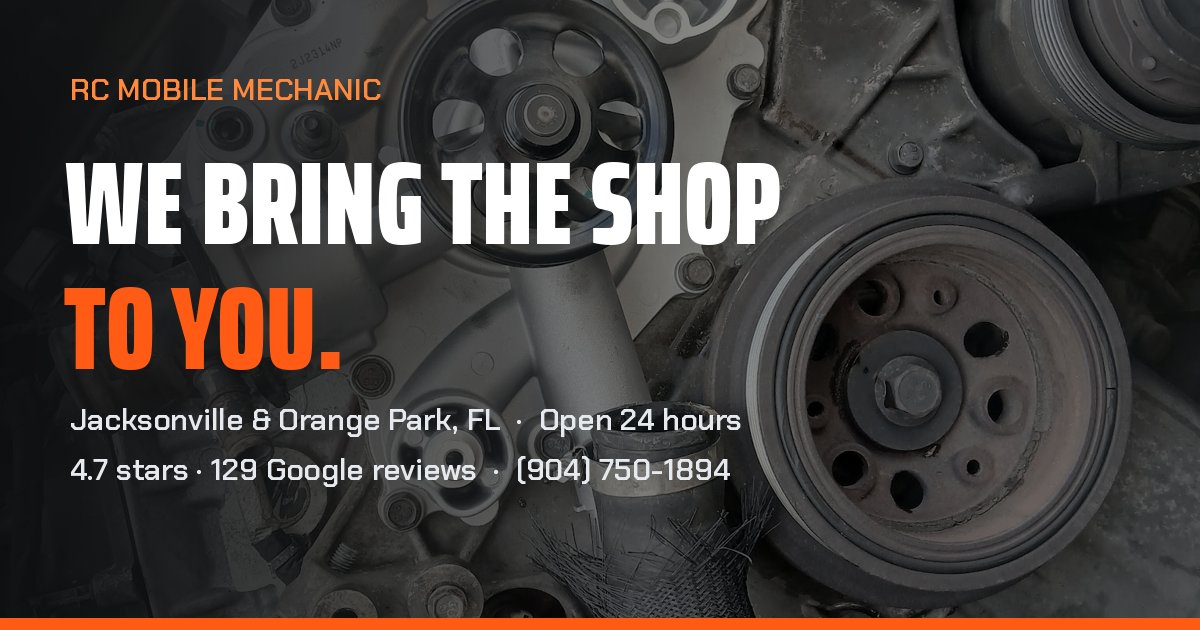 2J2314NP
RC MOBILE MECHANIC
WE BRING THE SHOP
TO YOU.
Jacksonville & Orange Park, FL · Open 24 hours
4.7 stars · 129 Google reviews · (904) 750-1894